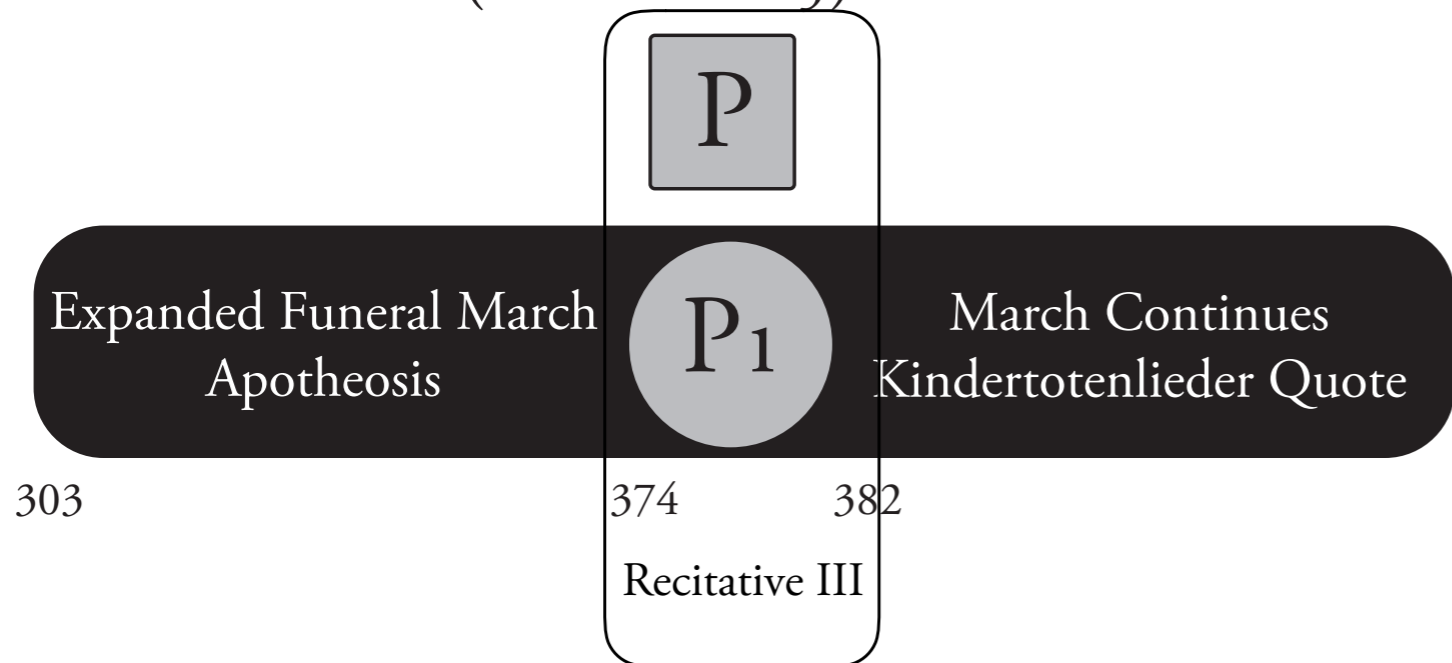 P
Expanded Funeral March
Apotheosis
P1
March Continues
Kindertotenlieder Quote
303
374
382
Recitative III